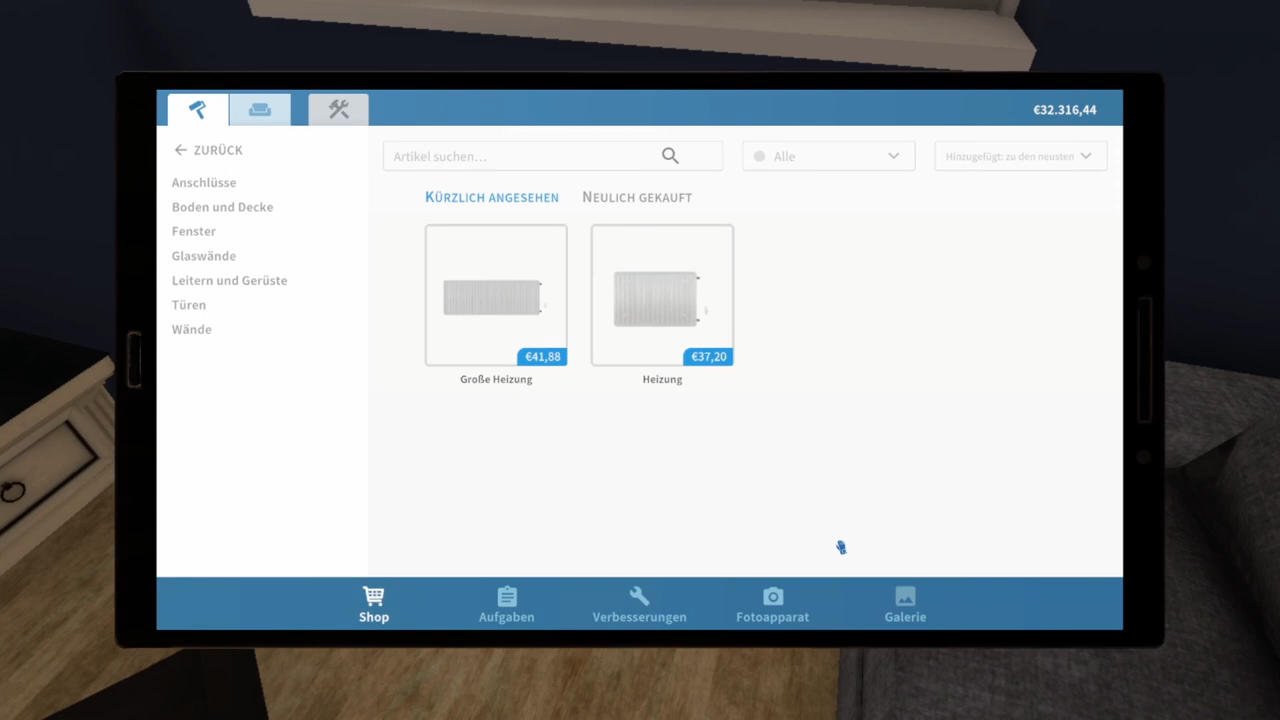 €32.316,44
ZURÜCK
Artikel suchen...
Alle
Hinzugefügt: zu den neusten
Anschlüsse
Boden und Decke
Fenster
Glaswände
Leitern und Gerüste
Türen
Wände
KÜRZLICH ANGESEHEN
NEULICH GEKAUFT
€41,88
€37,20
Große Heizung
Heizung
Shop
Aufgaben
Verbesserungen
Fotoapparat
Galerie